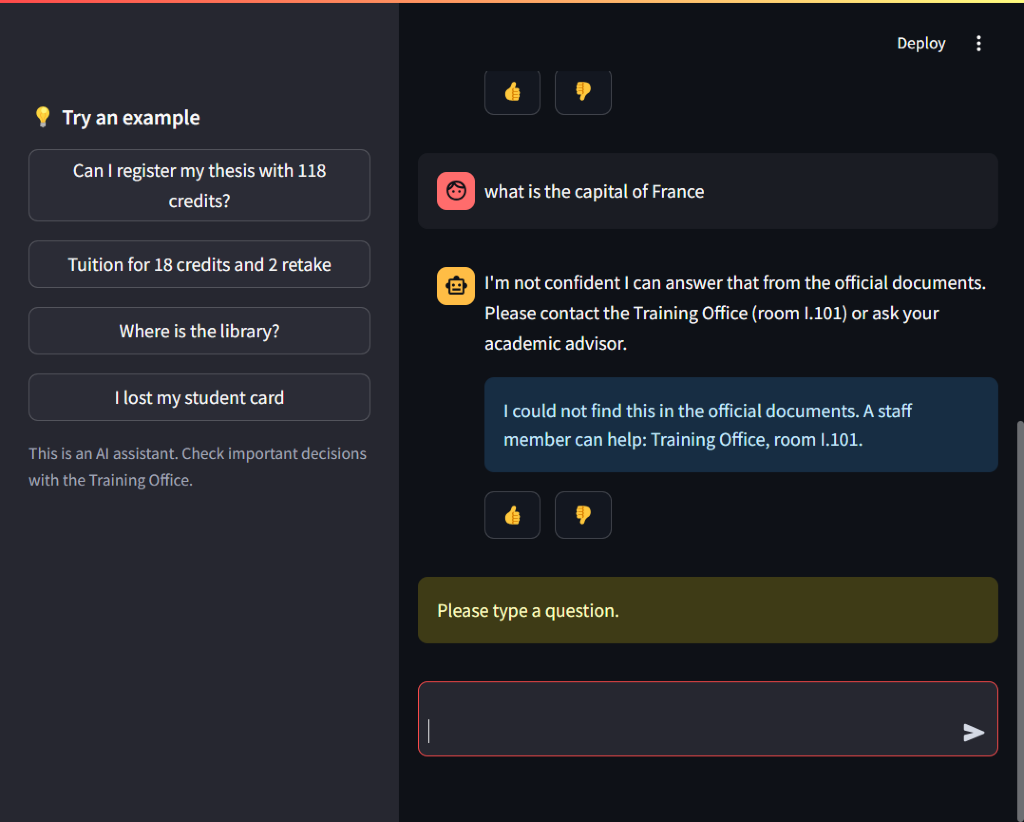 Deploy
💡 Try an example
Can I register my thesis with 118
credits?
Tuition for 18 credits and 2 retake
Where is the library?
I lost my student card
This is an AI assistant. Check important decisions
with the Training Office.
what is the capital of France
I'm not confident I can answer that from the official documents.
Please contact the Training Office (room I.101) or ask your
academic advisor.
I could not find this in the official documents. A staff
member can help: Training Office, room I.101.
Please type a question.